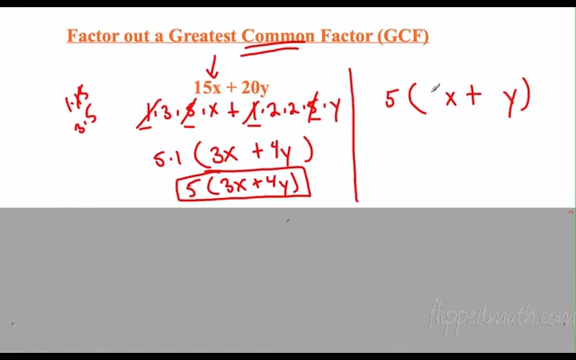 Factor out a Greatest Common Factor (GCF)
15x + 20y
1·15
3·5
1·3·5·x + 1·2·2·5·y
5·1 (3x + 4y)
5 (3x + 4y)
5 ( x + y)
flippedmath.com